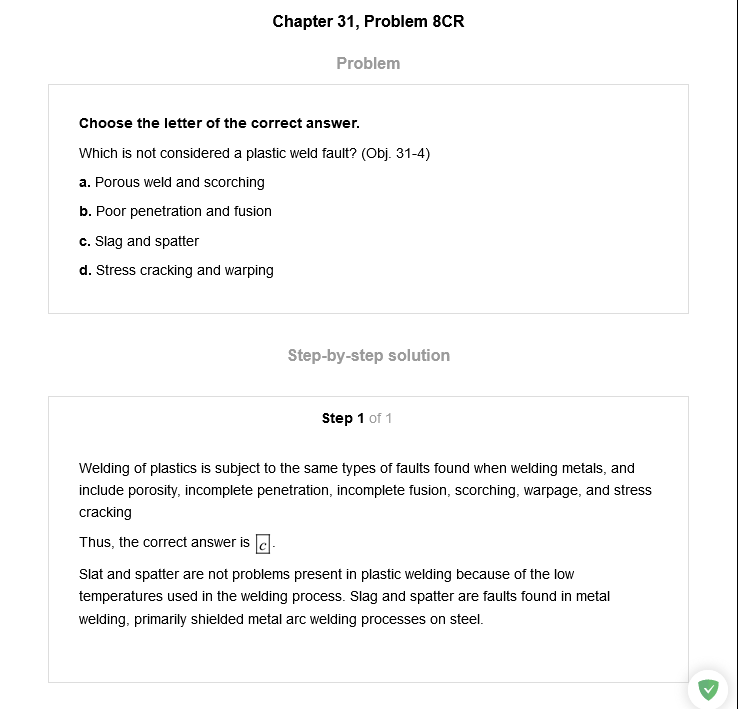 Chapter 31, Problem 8CR
Problem
Choose the letter of the correct answer.
Which is not considered a plastic weld fault? (Obj. 31-4)
a. Porous weld and scorching
b. Poor penetration and fusion
c. Slag and spatter
d. Stress cracking and warping
Step-by-step solution
Step 1 of 1
Welding of plastics is subject to the same types of faults found when welding metals, and
include porosity, incomplete penetration, incomplete fusion, scorching, warpage, and stress
cracking
Thus, the correct answer is c.
Slat and spatter are not problems present in plastic welding because of the low
temperatures used in the welding process. Slag and spatter are faults found in metal
welding, primarily shielded metal arc welding processes on steel.